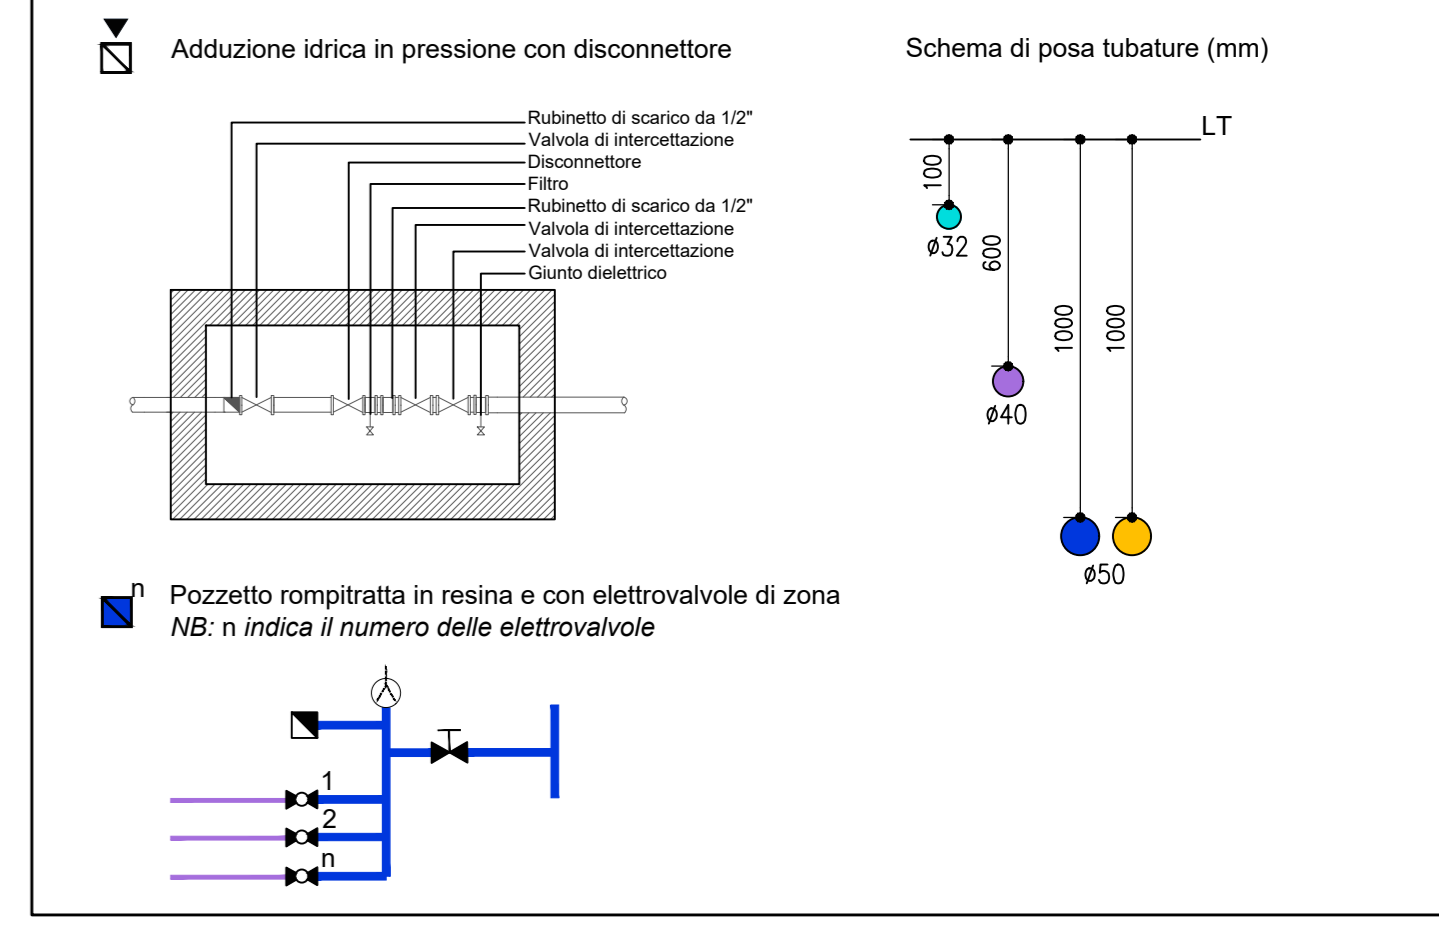 Adduzione idrica in pressione con disconnettore
Rubinetto di scarico da 1/2"
Valvola di intercettazione
Disconnettore
Filtro
Rubinetto di scarico da 1/2"
Valvola di intercettazione
Valvola di intercettazione
Giunto dielettrico
Schema di posa tubature (mm)
LT
100
ø32
600
ø40
1000
1000
ø50
n
Pozzetto rompitratta in resina e con elettrovalvole di zona
NB: n indica il numero delle elettrovalvole
1
2
n